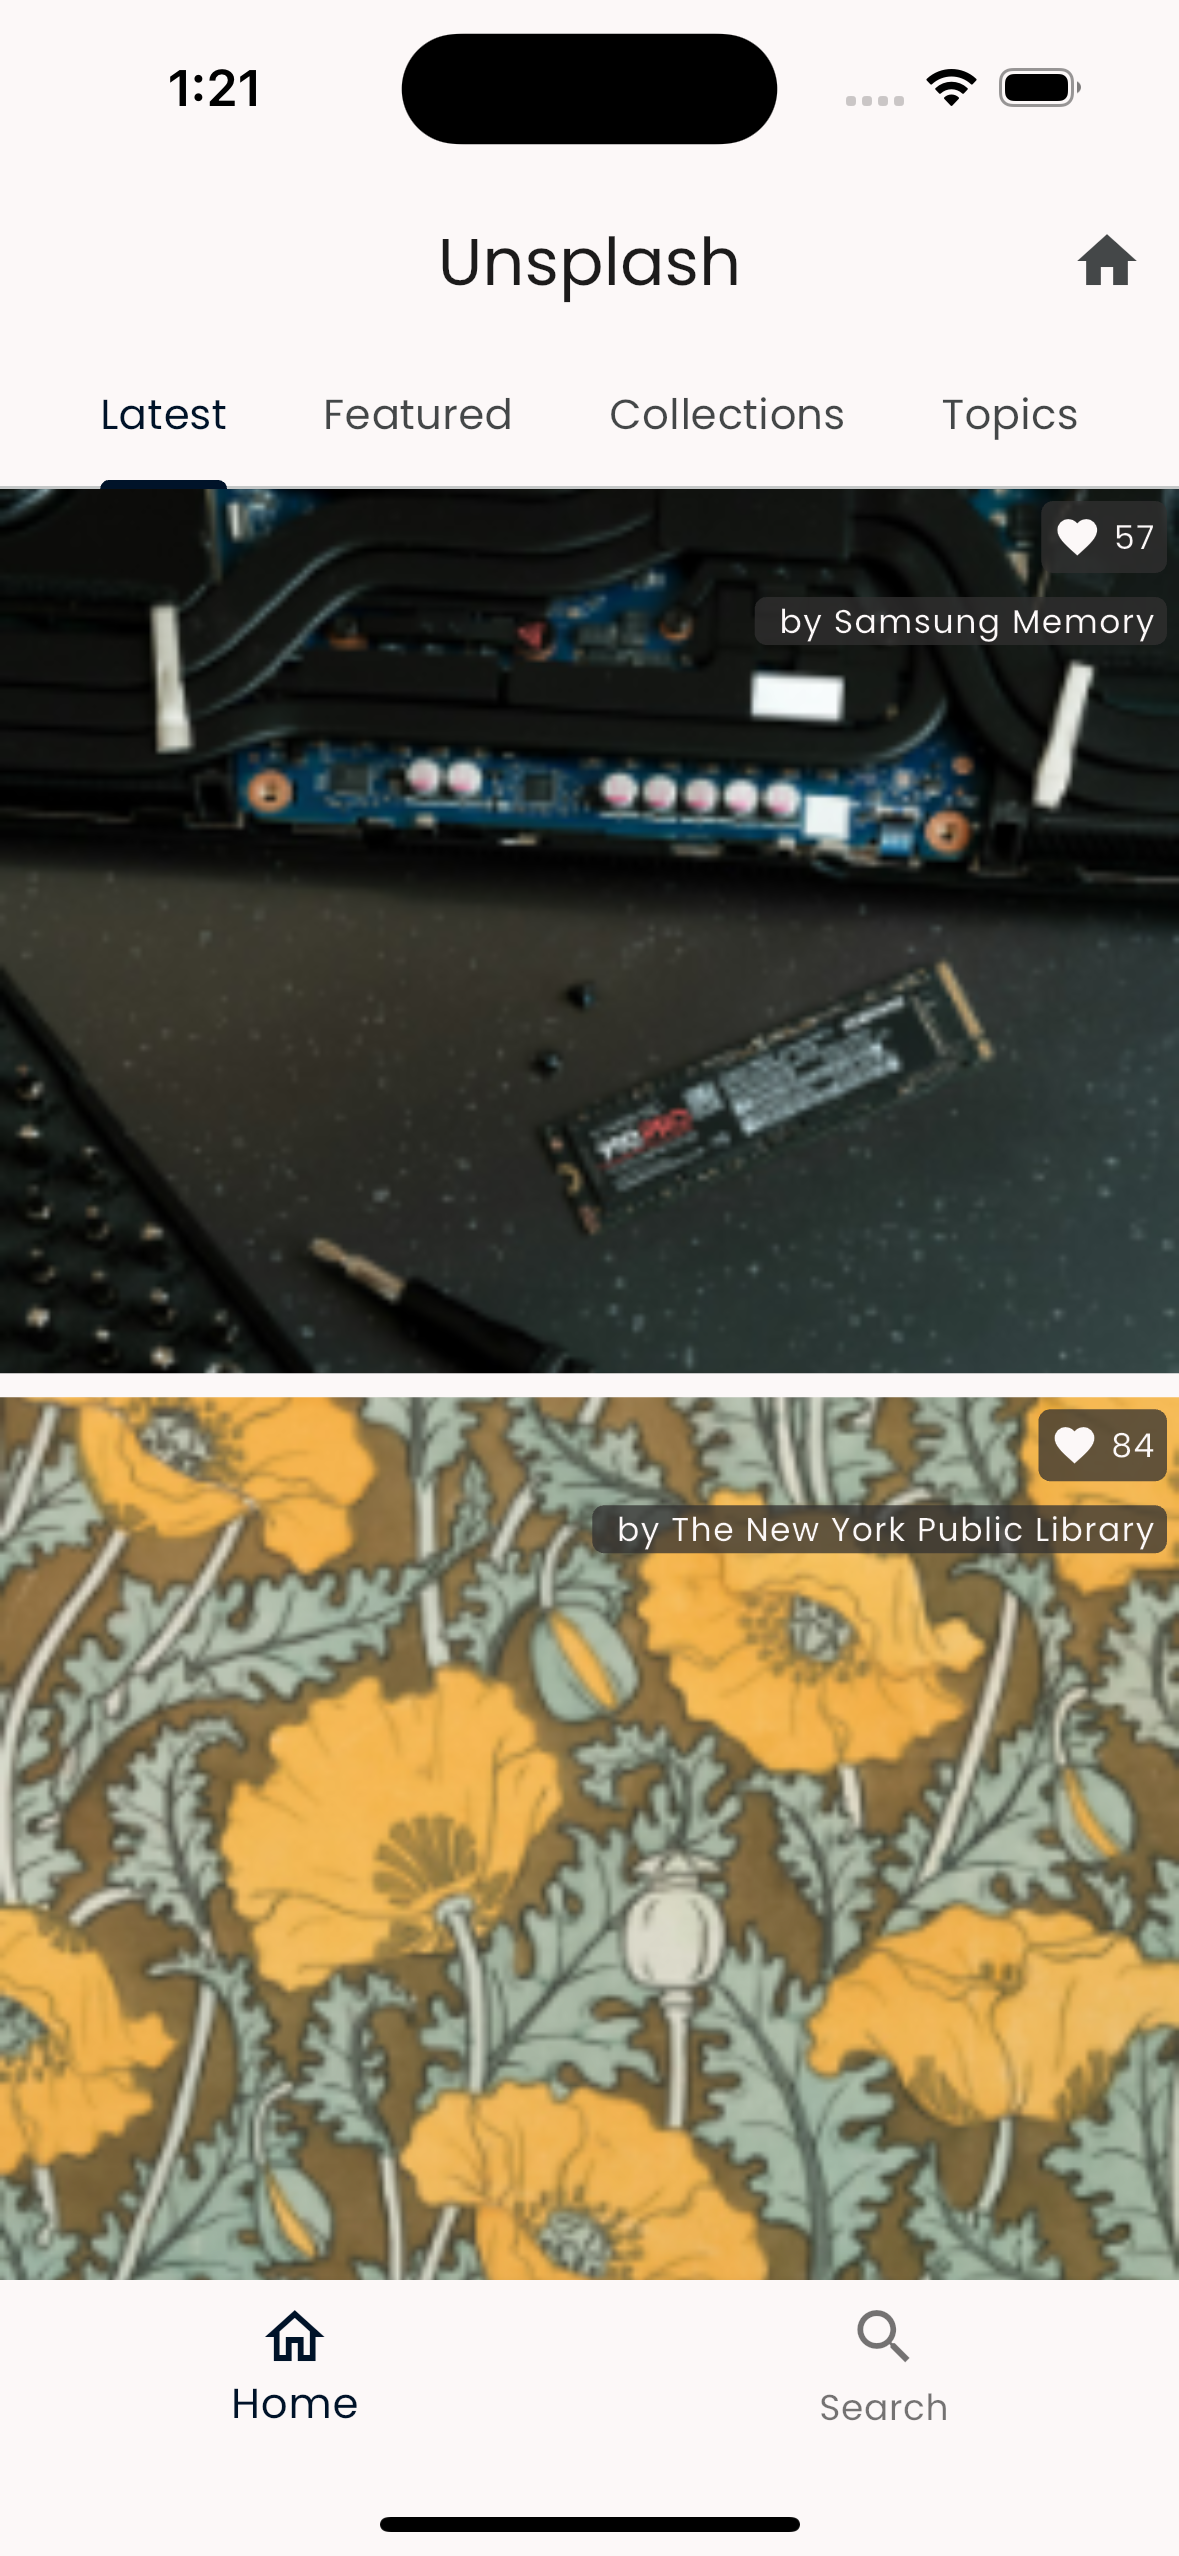 1:21
Unsplash
Latest Featured Collections Topics
57
by Samsung Memory
PRO
84
by The New York Public Library
Home Search